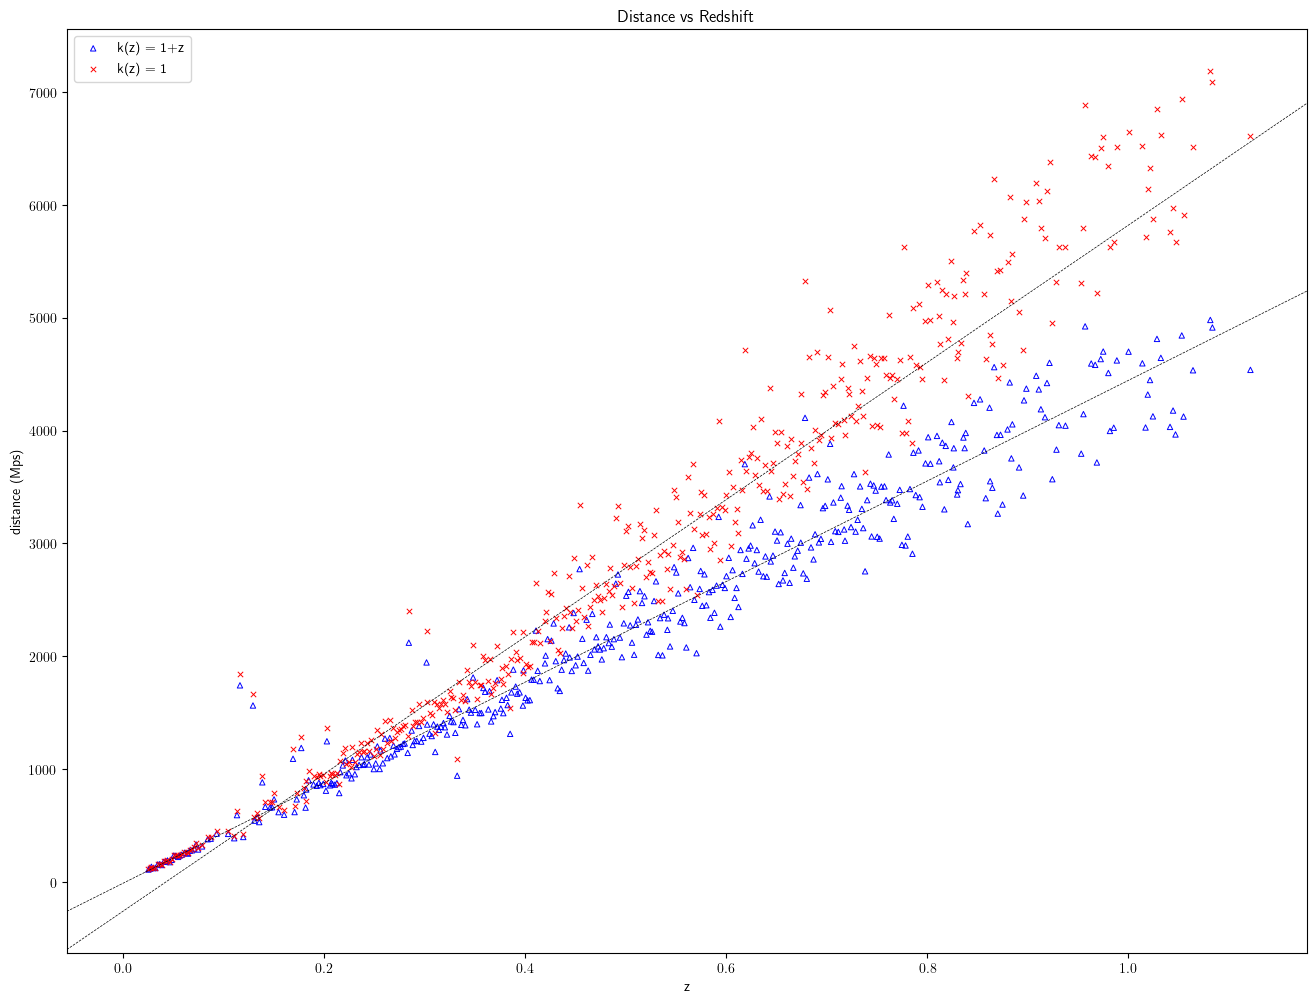 Distance vs Redshift
k(z) = 1+z
k(z) = 1
7000
6000
5000
4000
3000
2000
1000
0
distance (Mps)
0.0 0.2 0.4 0.6 0.8 1.0
z